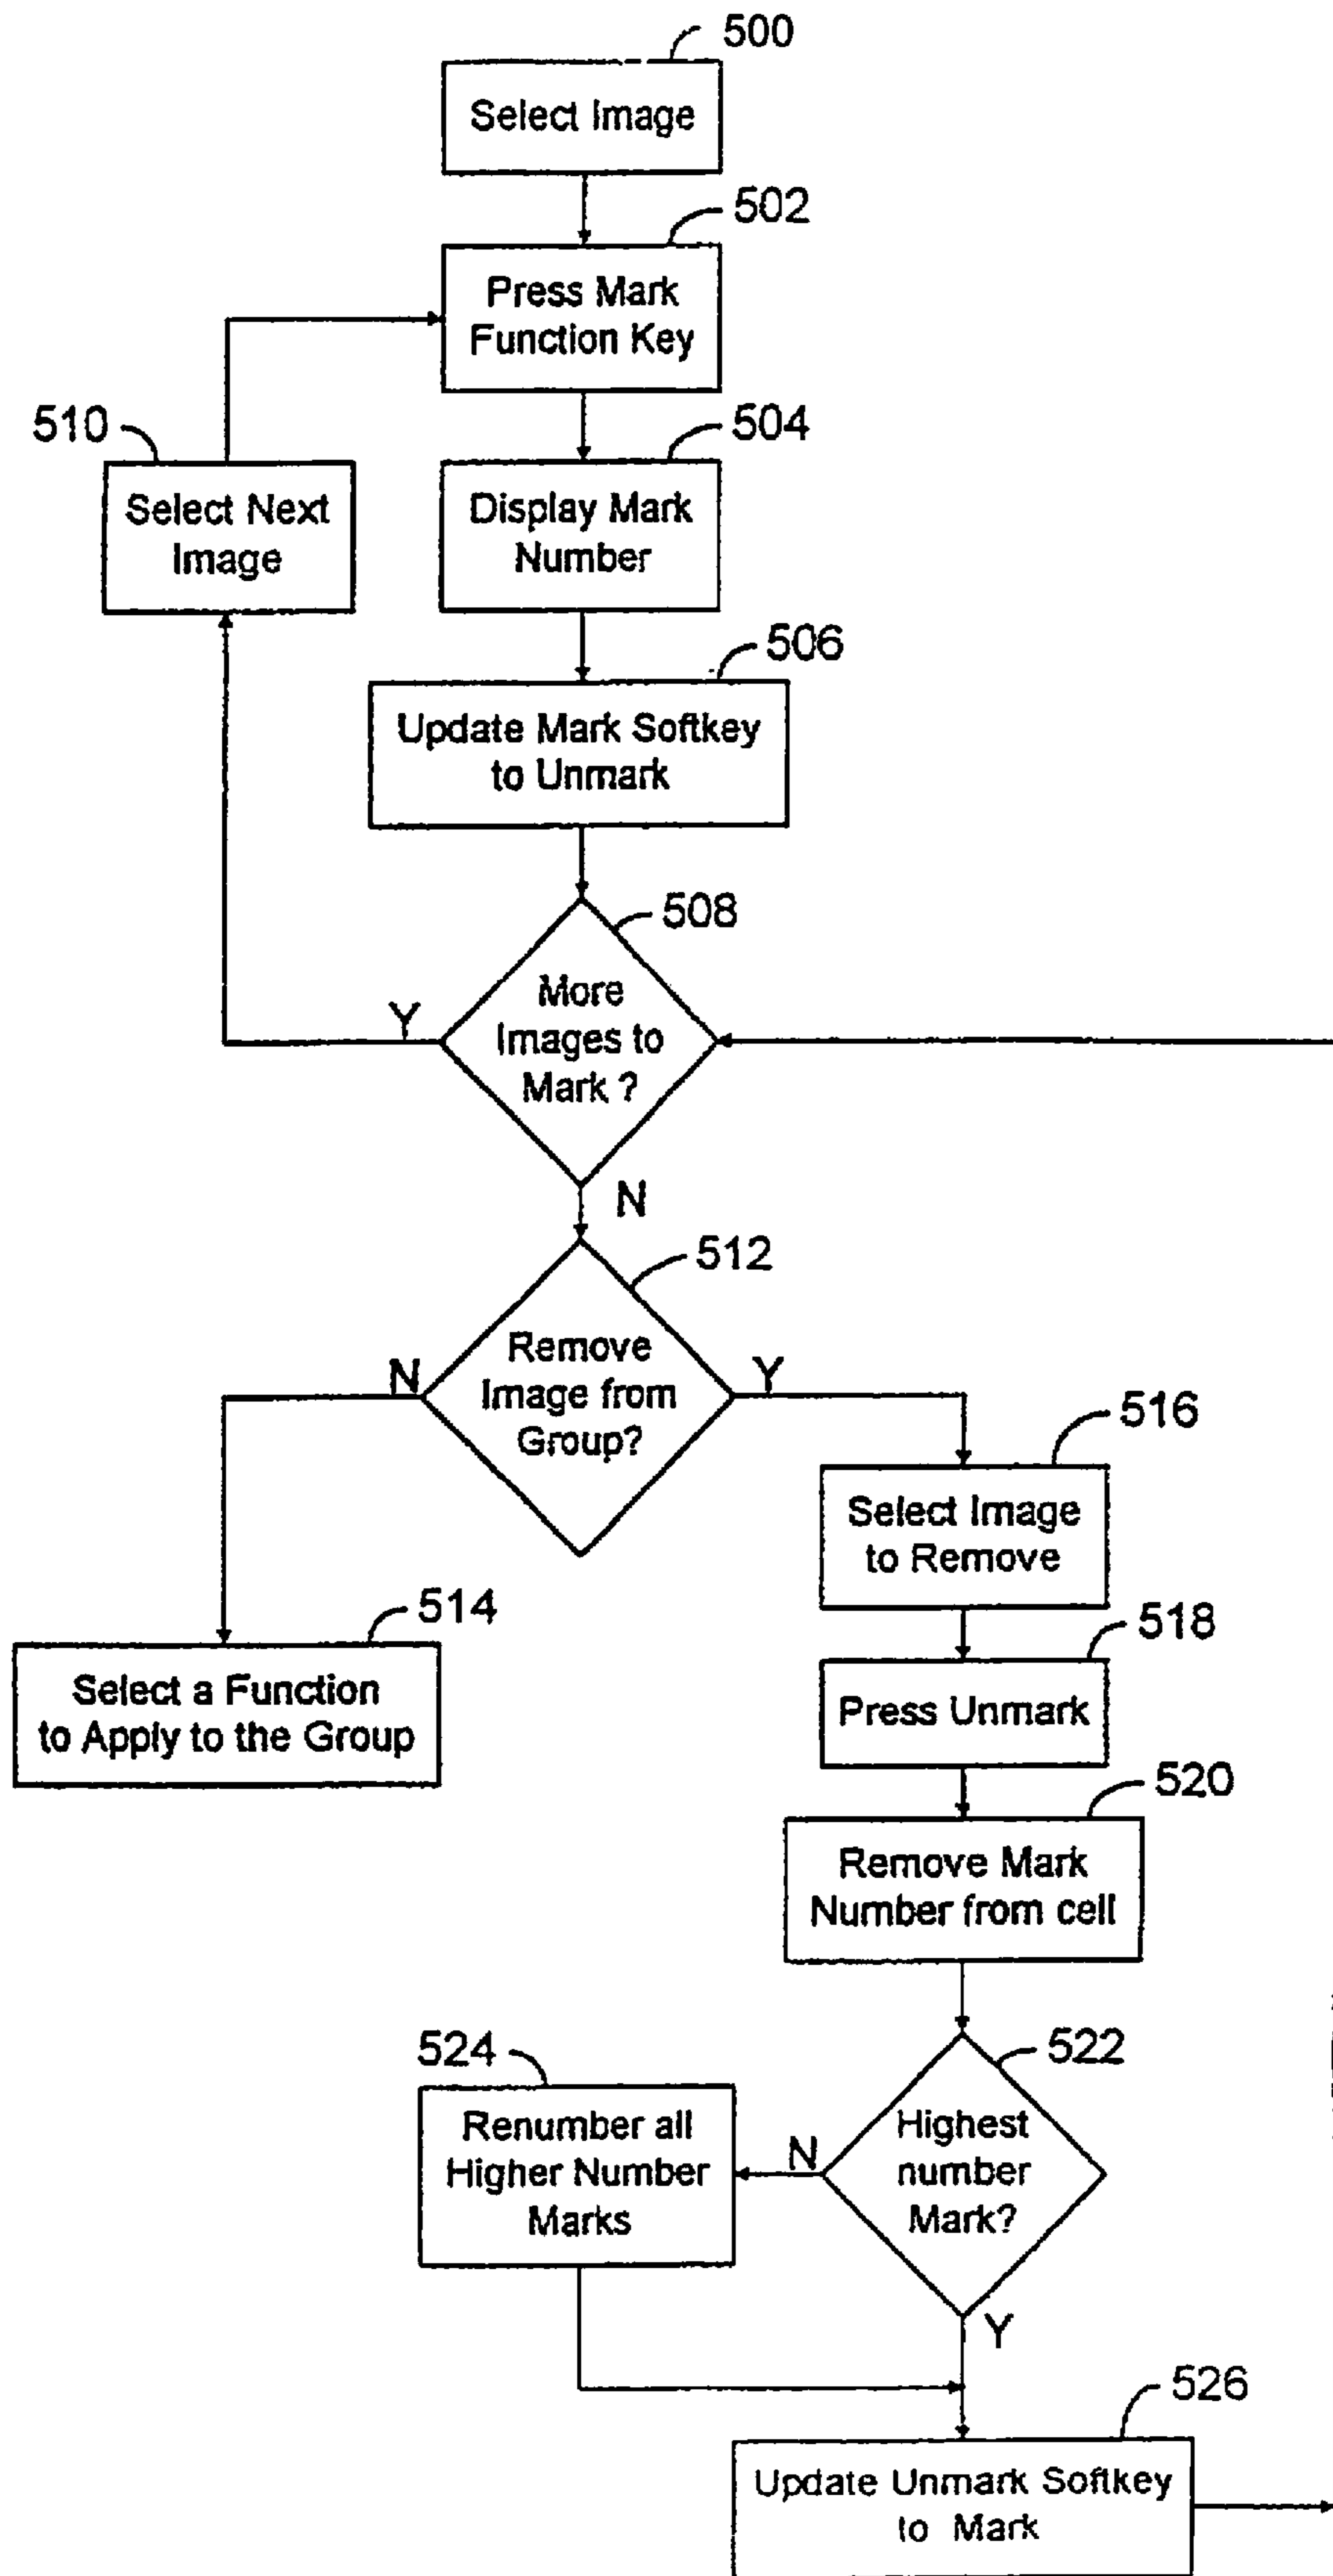 500
Select Image
502
Press Mark
Function Key
510
504
Select Next
Image
Display Mark
Number
506
Update Mark Softkey
to Unmark
508
More
Images to
Mark ?
Y
N
512
Remove
Image from
Group?
N
Y
516
Select Image
to Remove
514
Select a Function
to Apply to the Group
518
Press Unmark
520
Remove Mark
Number from cell
524
522
Renumber all
Higher Number
Marks
N
Highest
number
Mark?
Y
526
Update Unmark Softkey
to Mark